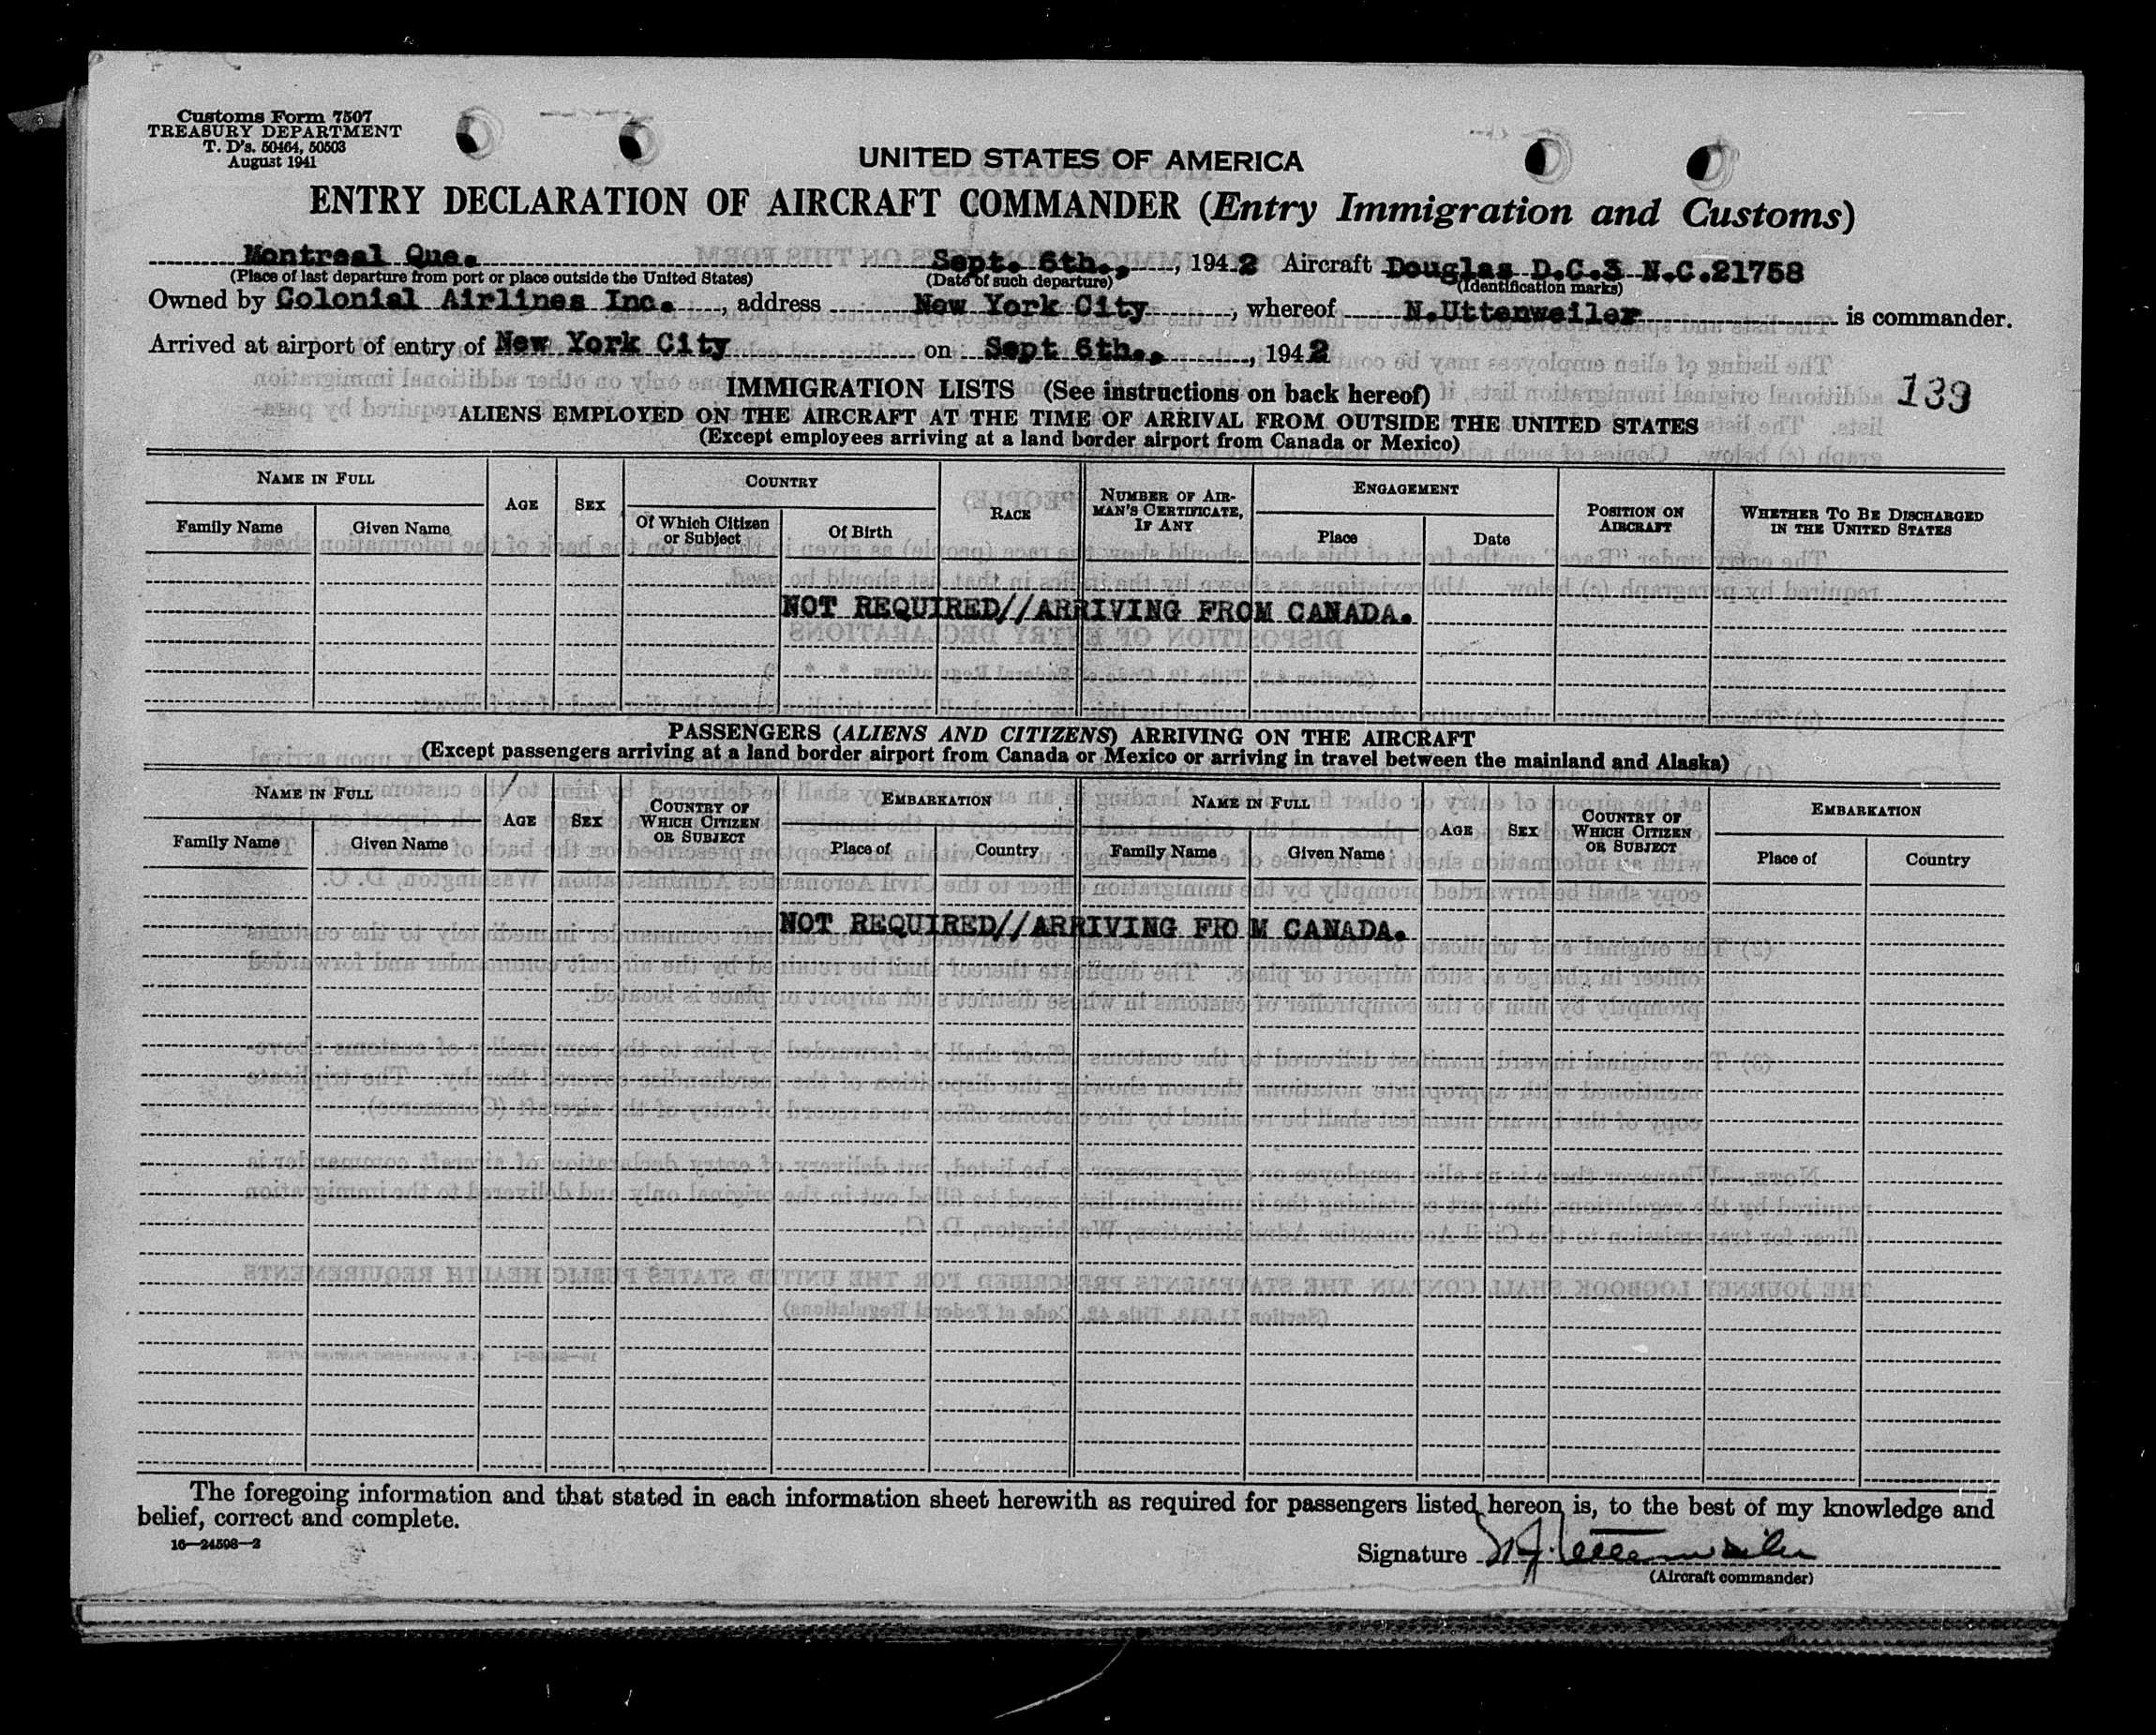 Customs Form 7507
TREASURY DEPARTMENT
T. D's. 50464, 50503
August 1941
UNITED STATES OF AMERICA
ENTRY DECLARATION OF AIRCRAFT COMMANDER (Entry Immigration and Customs)
Montreal Que. Sept. 6th., , 1942 Aircraft Douglas D.C.3 N.C.21758
(Place of last departure from port or place outside the United States) (Date of such departure) (Identification marks)
Owned by Colonial Airlines Inc. , address New York City , whereof N.Uttenweiler is commander.
Arrived at airport of entry of New York City on Sept 6th., , 1942
IMMIGRATION LISTS (See instructions on back hereof)
139
ALIENS EMPLOYED ON THE AIRCRAFT AT THE TIME OF ARRIVAL FROM OUTSIDE THE UNITED STATES
(Except employees arriving at a land border airport from Canada or Mexico)
NAME IN FULL
Family Name Given Name
AGE
SEX
COUNTRY
Of Which Citizen or Subject
Of Birth
RACE
NUMBER OF AIR-
MAN'S CERTIFICATE,
IF ANY
ENGAGEMENT
Place Date
POSITION ON
AIRCRAFT
WHETHER TO BE DISCHARGED
IN THE UNITED STATES
NOT REQUIRED//ARRIVING FROM CANADA.
PASSENGERS (ALIENS AND CITIZENS) ARRIVING ON THE AIRCRAFT
(Except passengers arriving at a land border airport from Canada or Mexico or arriving in travel between the mainland and Alaska)
NAME IN FULL
Family Name Given Name
AGE
SEX
COUNTRY OF
WHICH CITIZEN
OR SUBJECT
EMBARKATION
Place of Country
NAME IN FULL
Family Name Given Name
AGE
SEX
COUNTRY OF
WHICH CITIZEN
OR SUBJECT
EMBARKATION
Place of Country
NOT REQUIRED//ARRIVING FRO M CANADA.
The foregoing information and that stated in each information sheet herewith as required for passengers listed hereon is, to the best of my knowledge and
belief, correct and complete.
16—24598-2
Signature N.J. Uttenweiler
(Aircraft commander)